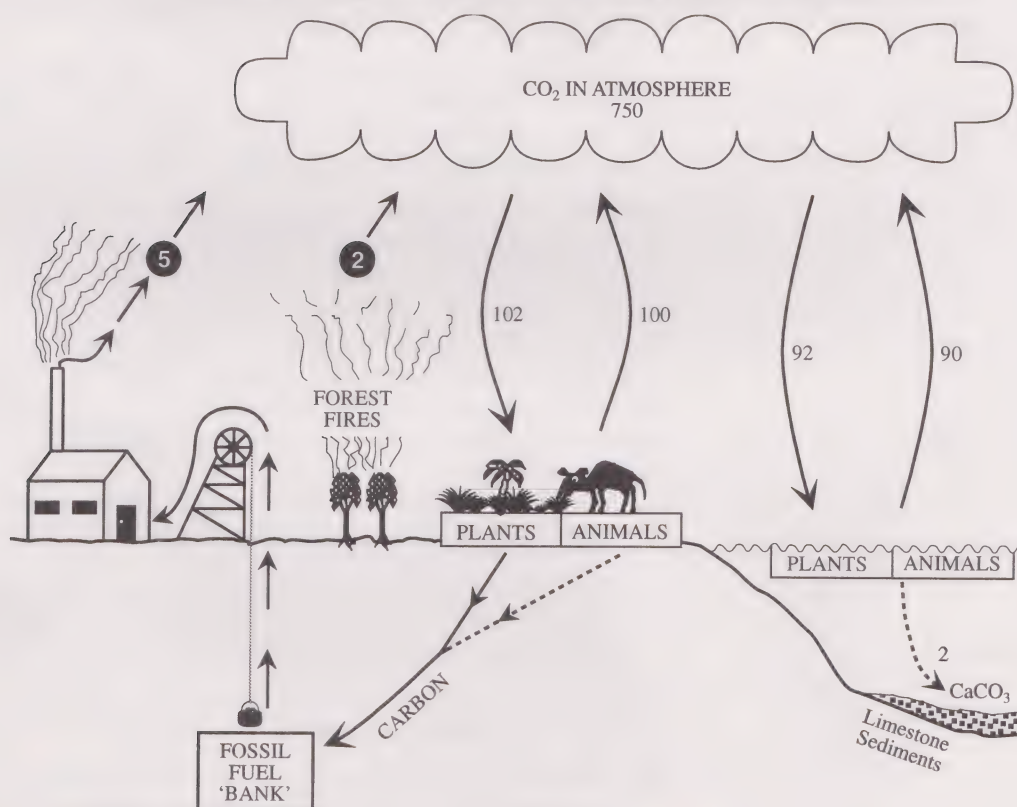 CO₂ IN ATMOSPHERE
750
5
2
102
100
92
90
FOREST
FIRES
PLANTS
ANIMALS
PLANTS
ANIMALS
2
CaCO₃
CARBON
Limestone
Sediments
FOSSIL
FUEL
'BANK'